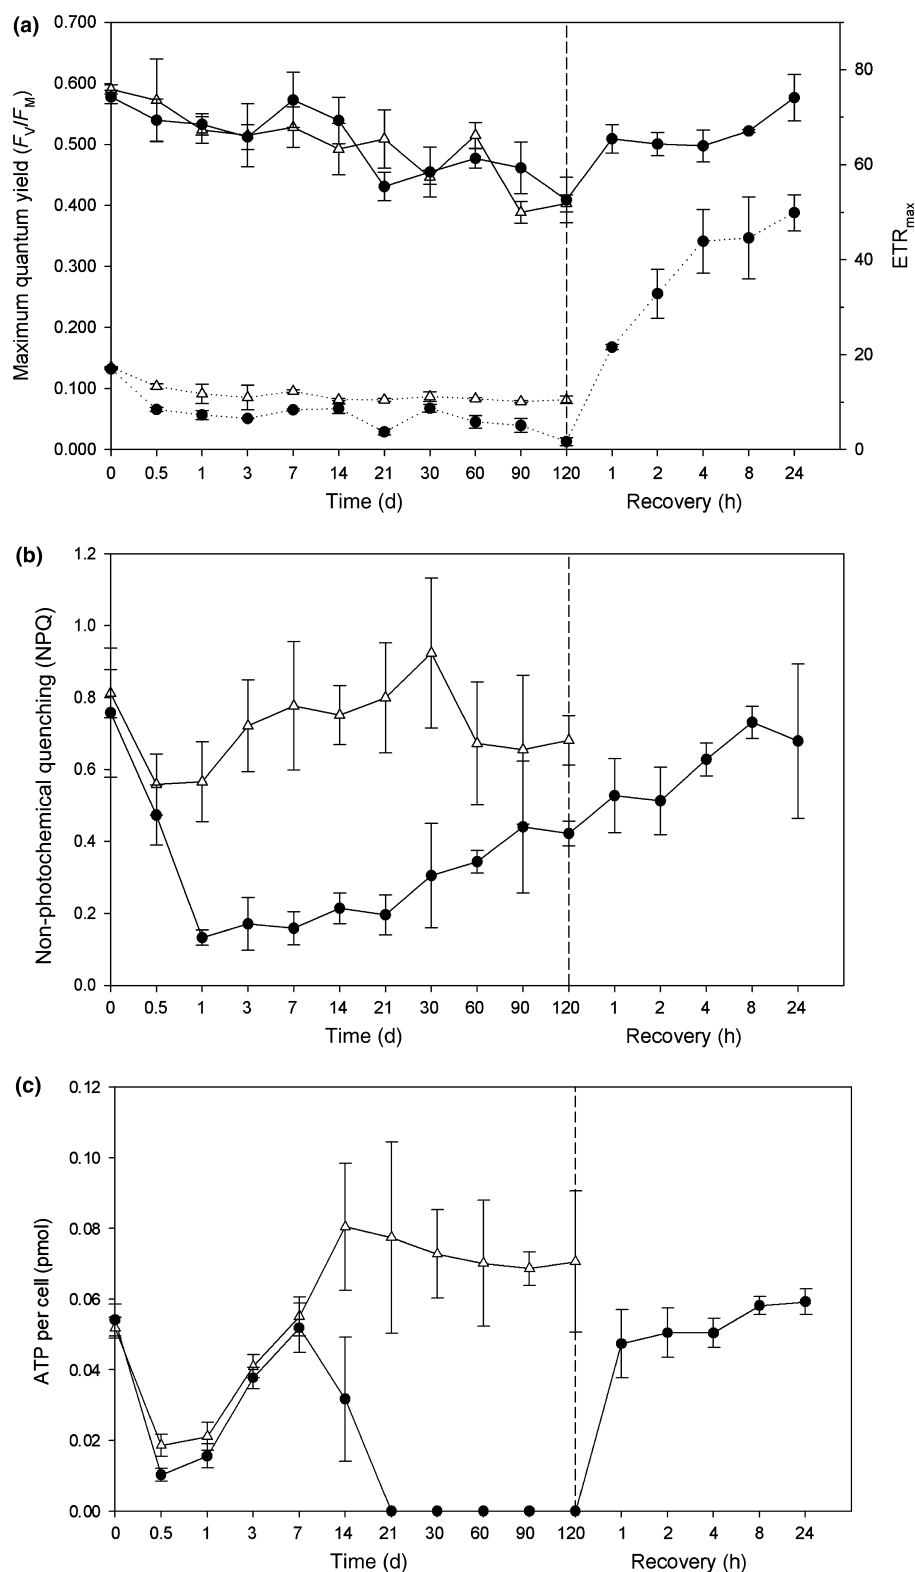 (a)
0.700
0.600
0.500
0.400
0.300
0.200
0.100
0.000
Maximum quantum yield (FV/FM)
80
60
40
20
0
ETRmax
0 0.5 1 3 7 14 21 30 60 90 120 1 2 4 8 24
Time (d) Recovery (h)
(b)
1.2
1.0
0.8
0.6
0.4
0.2
0.0
Non-photochemical quenching (NPQ)
0 0.5 1 3 7 14 21 30 60 90 120 1 2 4 8 24
Time (d) Recovery (h)
(c)
0.12
0.10
0.08
0.06
0.04
0.02
0.00
ATP per cell (pmol)
0 0.5 1 3 7 14 21 30 60 90 120 1 2 4 8 24
Time (d) Recovery (h)